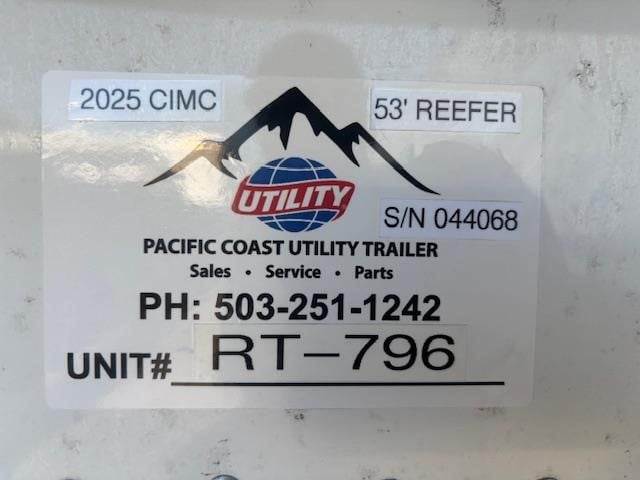 2025 CIMC
53' REEFER
UTILITY
S/N 044068
PACIFIC COAST UTILITY TRAILER
Sales • Service • Parts
PH: 503-251-1242
UNIT# RT-796